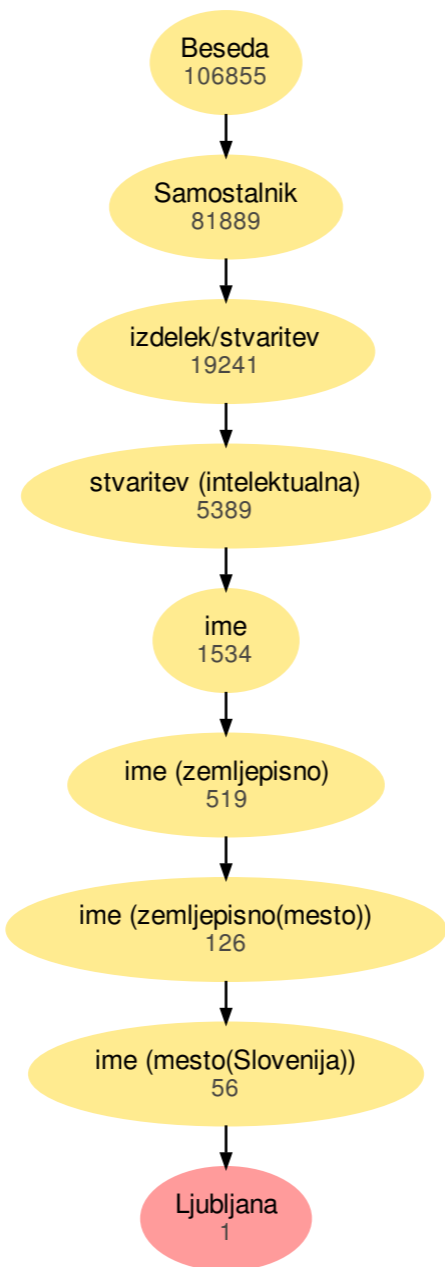 Beseda
106855
Samostalnik
81889
izdelek/stvaritev
19241
stvaritev (intelektualna)
5389
ime
1534
ime (zemljepisno)
519
ime (zemljepisno(mesto))
126
ime (mesto(Slovenija))
56
Ljubljana
1